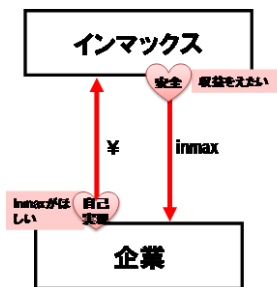 インマックス
安全
収益をえたい
¥
inmax
Inmaxがほ
しい
自己
実現
企業